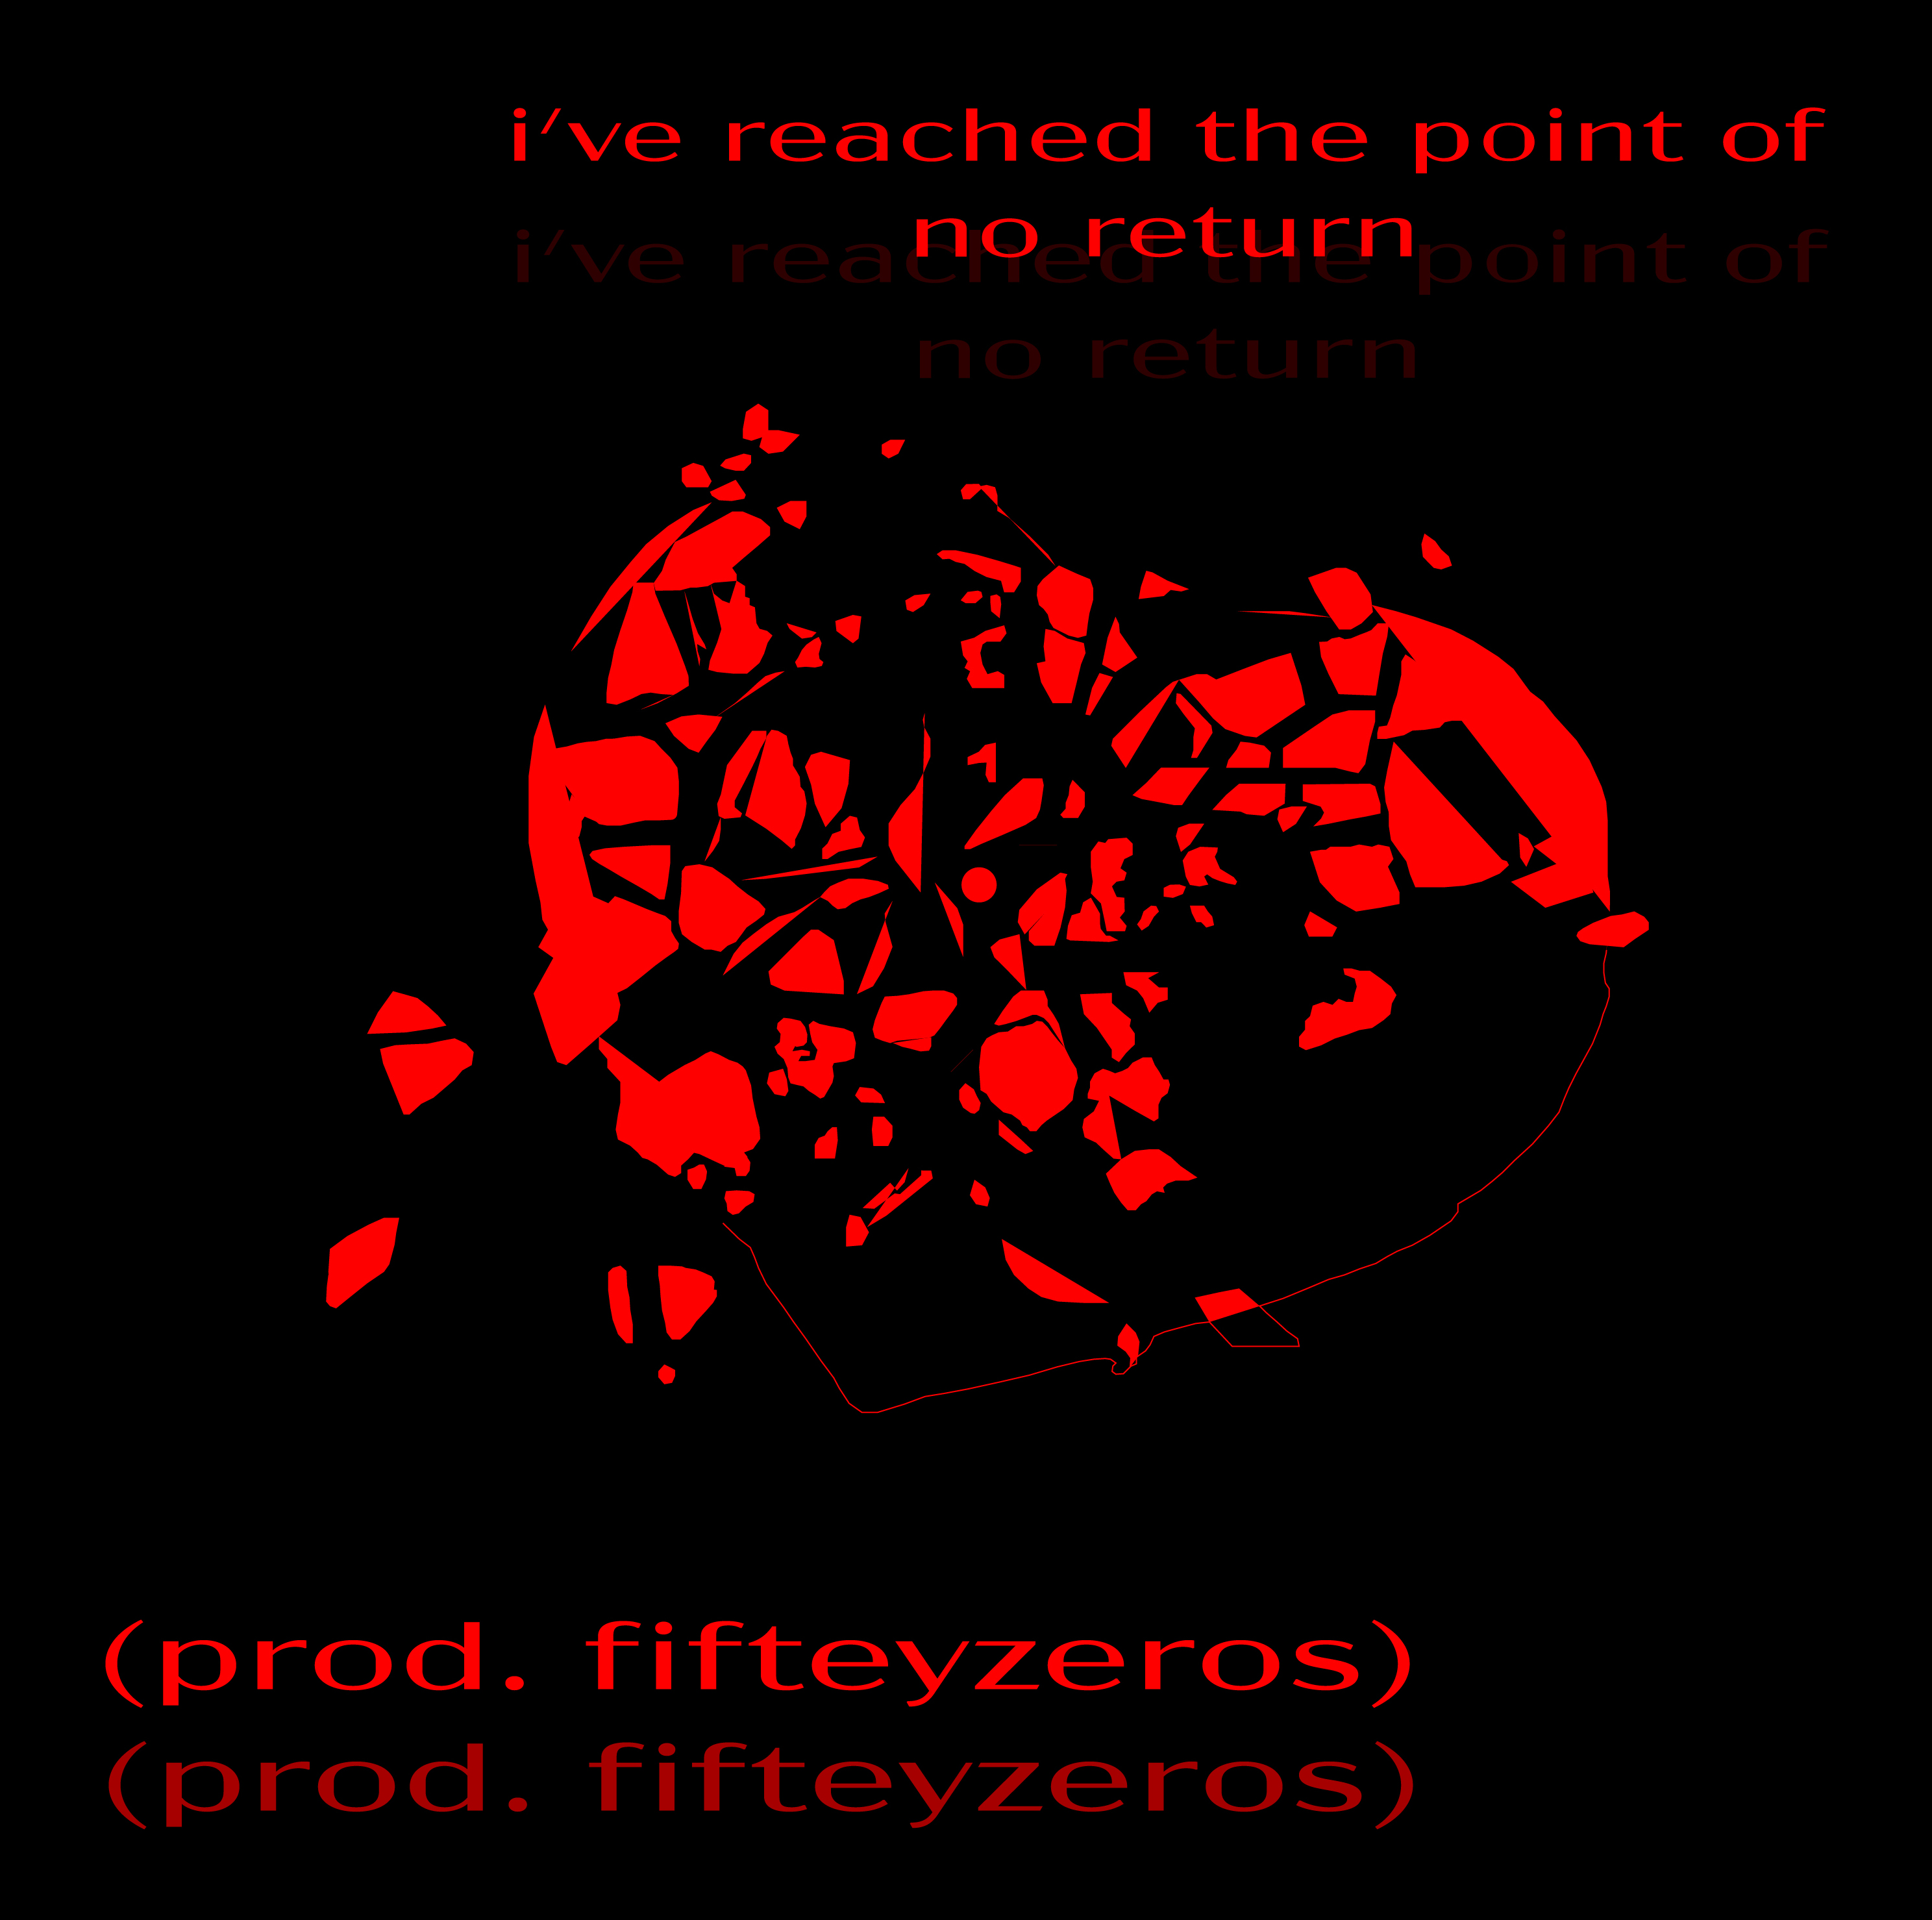 i've reached the point of
no return
i've reached the point of
no return
(prod. fifteyzeros)
(prod. fifteyzeros)